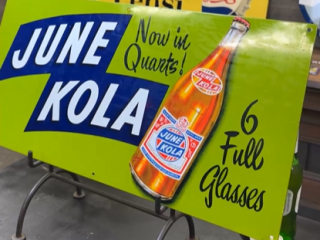 JUNE
KOLA
Now in
Quarts!
JUNE
KOLA
6
Full
Glasses